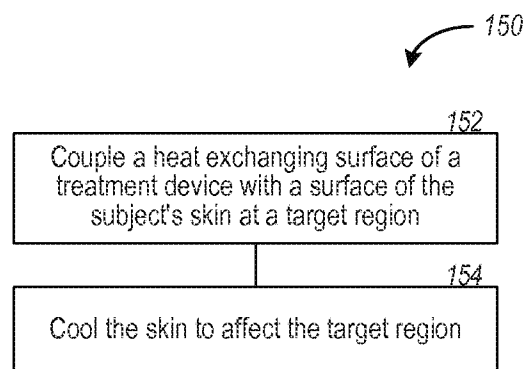 150
152
Couple a heat exchanging surface of a
treatment device with a surface of the
subject's skin at a target region
154
Cool the skin to affect the target region